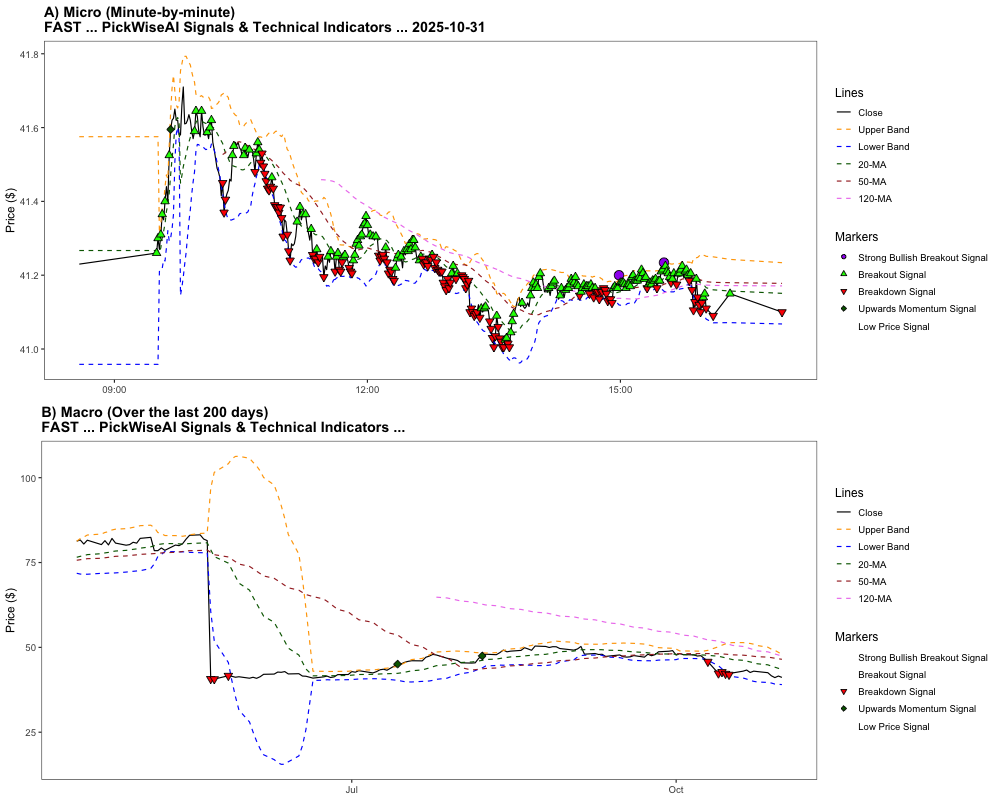 A) Micro (Minute-by-minute)
FAST ... PickWiseAI Signals & Technical Indicators ... 2025-10-31
41.8
41.6
41.4
41.2
41.0
Price ($)
09:00
12:00
15:00
Lines
Close
Upper Band
Lower Band
20-MA
50-MA
120-MA
Markers
Strong Bullish Breakout Signal
Breakout Signal
Breakdown Signal
Upwards Momentum Signal
Low Price Signal
B) Macro (Over the last 200 days)
FAST ... PickWiseAI Signals & Technical Indicators ...
100
75
50
25
Price ($)
Jul
Oct
Lines
Close
Upper Band
Lower Band
20-MA
50-MA
120-MA
Markers
Strong Bullish Breakout Signal
Breakout Signal
Breakdown Signal
Upwards Momentum Signal
Low Price Signal